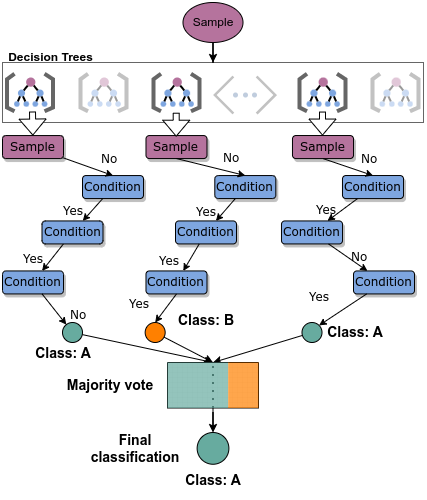 Sample
Decision Trees
Sample
Sample
Sample
No
No
No
Condition
Condition
Condition
Yes
Yes
Yes
Condition
Condition
Condition
Yes
Yes
No
Condition
Condition
Condition
No
Yes
Yes
Class: A
Class: B
Class: A
Majority vote
Final
classification
Class: A